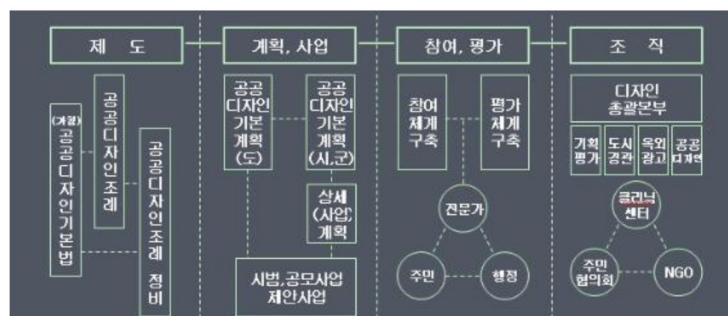 제 도
계획, 사업
참여, 평가
조 직
(가칭)
공공디자인기본법
공공디자인조례
공공디자인조례 정비
공공
디자인
기본
계획
(도)
공공
디자인
기본
계획
(시,군)
상세
(사업)
계획
시범,공모사업
제안사업
참여
체계
구축
평가
체계
구축
전문가
주민
행정
디자인
총괄본부
기획
평가
도시
경관
옥외
광고
공공
디자인
클리닉
센터
주민
협의회
NGO